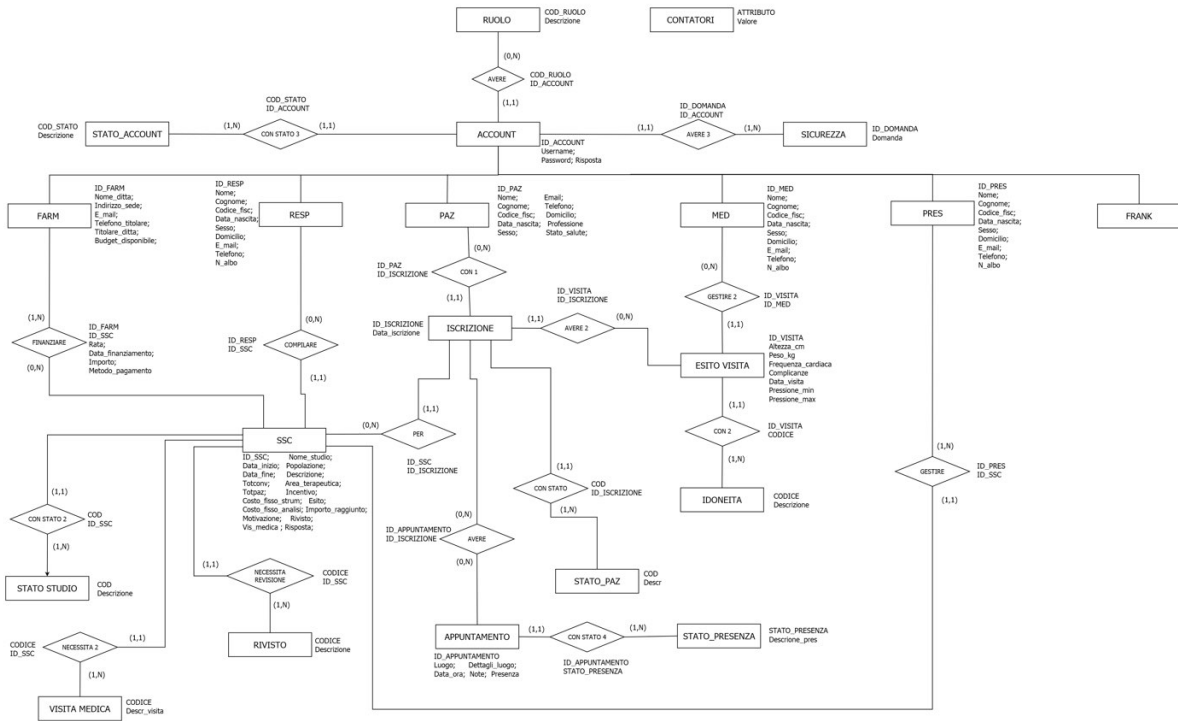 RUOLO
COD_RUOLO
Descrizione
CONTATORI
ATTRIBUTO
Valore
(0,N)
AVERE
COD_RUOLO
ID_ACCOUNT
(1,1)
COD_STATO
ID_ACCOUNT
COD_STATO
Descrizione
STATO_ACCOUNT
(1,N)
CON STATO 3
(1,1)
ACCOUNT
ID_ACCOUNT
Username;
Password; Risposta
ID_DOMANDA
ID_ACCOUNT
(1,1)
AVERE 3
(1,N)
SICUREZZA
ID_DOMANDA
Domanda
FARM
ID_FARM
Nome_ditta;
Indirizzo_sede;
E_mail;
Telefono_titolare;
Titolare_ditta;
Budget_disponibile;
RESP
ID_RESP
Nome;
Cognome;
Codice_fisc;
Data_nascita;
Sesso;
Domicilio;
E_mail;
Telefono;
N_albo
PAZ
ID_PAZ
Nome; Email;
Cognome; Telefono;
Codice_fisc; Domicilio;
Data_nascita; Professione
Sesso; Stato_salute;
MED
ID_MED
Nome;
Cognome;
Codice_fisc;
Data_nascita;
Sesso;
Domicilio;
E_mail;
Telefono;
N_albo
PRES
ID_PRES
Nome;
Cognome;
Codice_fisc;
Data_nascita;
Sesso;
Domicilio;
E_mail;
Telefono;
N_albo
FRANK
(0,N)
ID_PAZ
ID_ISCRIZIONE
CON 1
(1,1)
(0,N)
GESTIRE 2
ID_VISITA
ID_MED
(1,1)
ID_ISCRIZIONE
Data_iscrizione
ISCRIZIONE
ID_VISITA
ID_ISCRIZIONE
(1,1)
AVERE 2
(0,N)
(1,N)
FINANZIARE
ID_FARM
ID_SSC
Rata;
Data_finanziamento;
Importo;
Metodo_pagamento
(0,N)
(0,N)
ID_RESP
ID_SSC
COMPILARE
(1,1)
ESITO VISITA
ID_VISITA
Altezza_cm
Peso_kg
Frequenza_cardiaca
Complicanze
Data_visita
Pressione_min
Pressione_max
(1,1)
CON 2
ID_VISITA
CODICE
(1,N)
IDONEITA
CODICE
Descrizione
SSC
ID_SSC; Nome_studio;
Data_inizio; Popolazione;
Data_fine; Descrizione;
Totconv; Area_terapeutica;
Totpaz; Incentivo;
Costo_fisso_strum; Esito;
Costo_fisso_analisi; Importo_raggiunto;
Motivazione; Rivisto;
Vis_medica ; Risposta;
(0,N)
PER
(1,1)
ID_SSC
ID_ISCRIZIONE
(1,N)
GESTIRE
ID_PRES
ID_SSC
(1,1)
(1,1)
CON STATO
COD
ID_ISCRIZIONE
(1,N)
STATO_PAZ
COD
Descr
(0,N)
ID_APPUNTAMENTO
ID_ISCRIZIONE
AVERE
(0,N)
(1,1)
CON STATO 2
COD
ID_SSC
(1,N)
STATO STUDIO
COD
Descrizione
(1,1)
NECESSITA
REVISIONE
CODICE
ID_SSC
(1,N)
RIVISTO
CODICE
Descrizione
CODICE
ID_SSC
NECESSITA 2
(1,1)
(1,N)
VISITA MEDICA
CODICE
Descr_visita
APPUNTAMENTO
ID_APPUNTAMENTO
Luogo; Dettagli_luogo;
Data_ora; Note; Presenza
(1,1)
CON STATO 4
(1,N)
ID_APPUNTAMENTO
STATO_PRESENZA
STATO_PRESENZA
STATO_PRESENZA
Descrione_pres